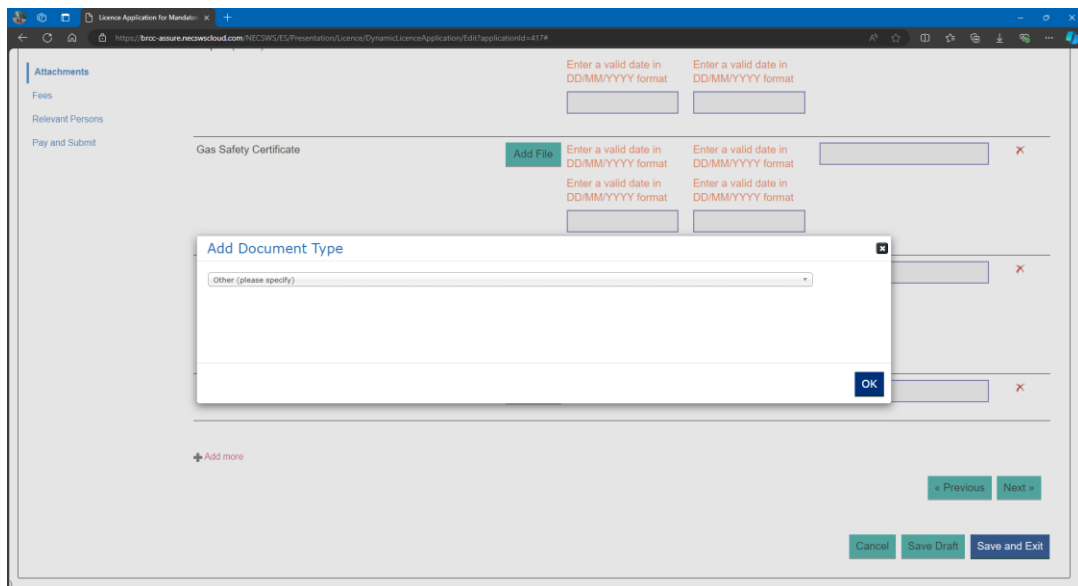 Licence Application for Mandator
https://brcc-assure.necswscloud.com/NECSWS/ES/Presentation/Licence/DynamicLicenceApplication/Edit?applicationId=417#
Attachments
Fees
Relevant Persons
Pay and Submit
Enter a valid date in DD/MM/YYYY format
Enter a valid date in DD/MM/YYYY format
Gas Safety Certificate
Add File
Enter a valid date in DD/MM/YYYY format
Enter a valid date in DD/MM/YYYY format
Enter a valid date in DD/MM/YYYY format
Enter a valid date in DD/MM/YYYY format
Add Document Type
Other (please specify)
OK
Add more
« Previous
Next »
Cancel
Save Draft
Save and Exit